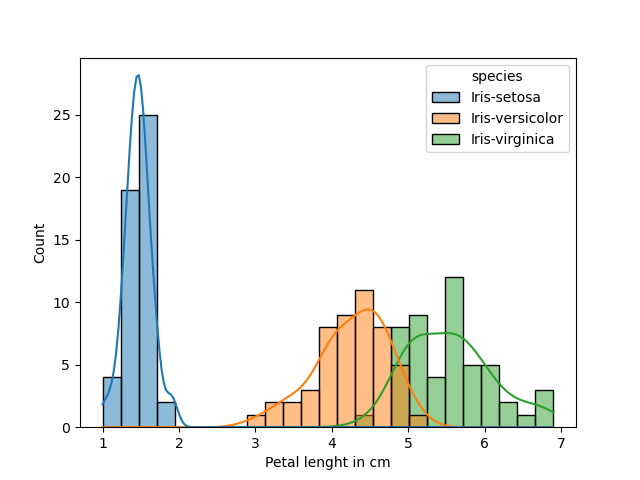 species
Iris-setosa
Iris-versicolor
Iris-virginica
25
20
15
10
5
0
Count
1 2 3 4 5 6 7
Petal lenght in cm